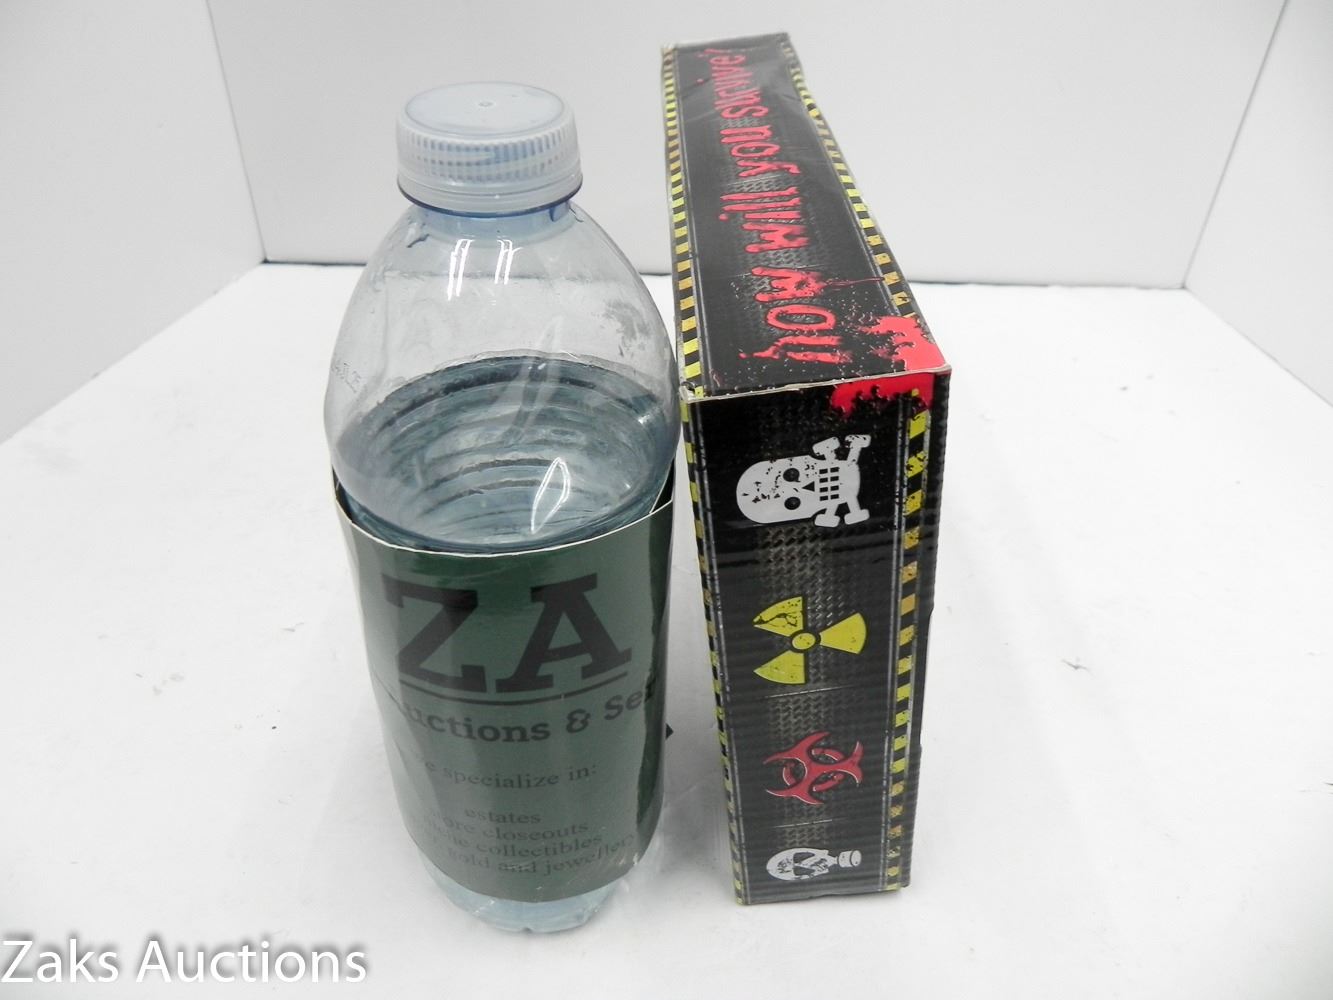 how will you survive?
ZA
uctions & Se
specialize in:
estates
ore closeouts
collectibles
gold and jewellery
Zaks Auctions